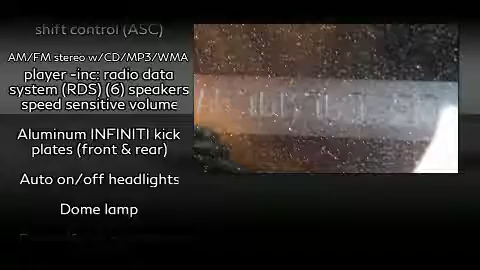 shift control (ASC)
AM/FM stereo w/CD/MP3/WMA
player -inc: radio data
system (RDS) (6) speakers
speed sensitive volume
Aluminum INFINITI kick
plates (front & rear)
Auto on/off headlights
Dome lamp